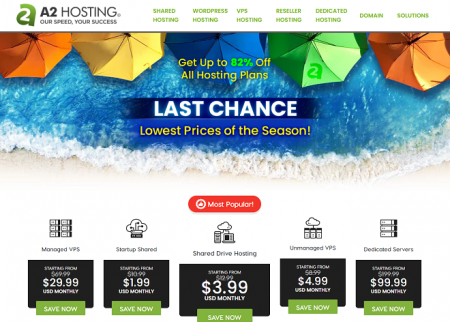 A2 HOSTING®
OUR SPEED, YOUR SUCCESS
SHARED HOSTING
WORDPRESS HOSTING
VPS HOSTING
RESELLER HOSTING
DEDICATED HOSTING
DOMAIN
SOLUTIONS
Get Up to 82% Off
All Hosting Plans
LAST CHANCE
Lowest Prices of the Season!
Most Popular!
Managed VPS
STARTING FROM
$69.99
$29.99
USD MONTHLY
SAVE NOW
Startup Shared
STARTING FROM
$10.99
$1.99
USD MONTHLY
SAVE NOW
Shared Drive Hosting
STARTING FROM
$12.99
$3.99
USD MONTHLY
SAVE NOW
Unmanaged VPS
STARTING FROM
$8.99
$4.99
USD MONTHLY
SAVE NOW
Dedicated Servers
STARTING FROM
$199.99
$99.99
USD MONTHLY
SAVE NOW